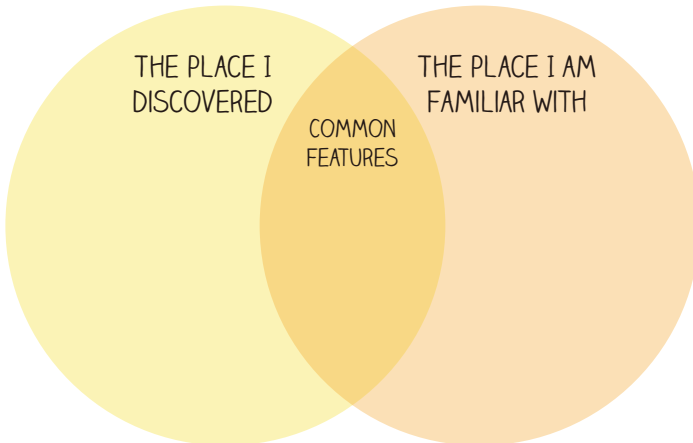 THE PLACE I
DISCOVERED
COMMON
FEATURES
THE PLACE I AM
FAMILIAR WITH